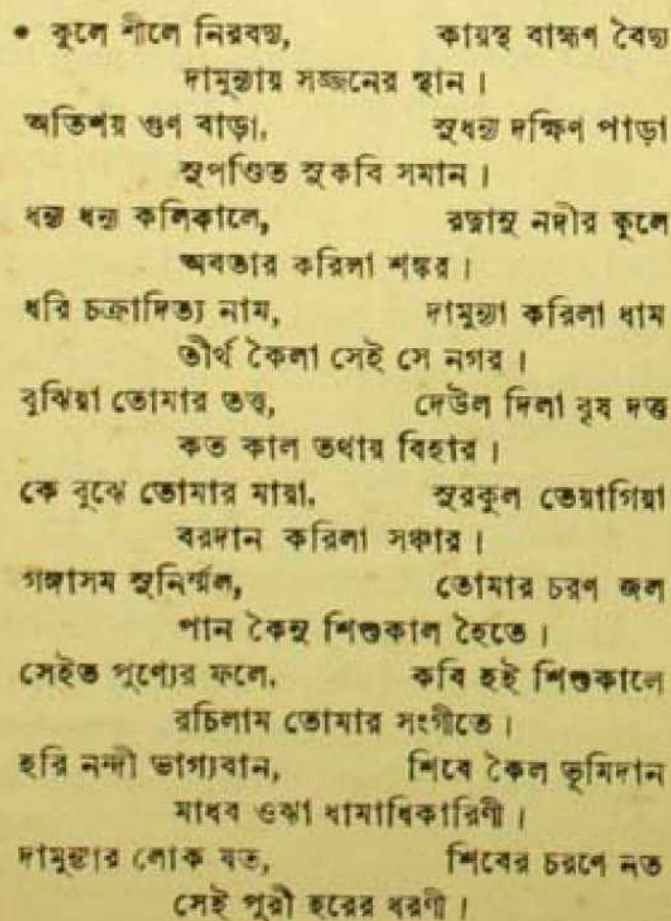 • কুলে শীলে নিরবদ্য, কায়স্থ বাহ্মণ বৈদ্য
দামুন্যায় সজ্জনের স্থান।
অতিশয় গুণ বাড়া, সুধন্য দক্ষিণ পাড়া
সুপণ্ডিত সুকবি সমান।
ধন্য ধন্য কলিকালে, রত্নানু নদীর কূলে
অবতার করিলা শঙ্কর।
ধরি চক্রাদিত্য নাম, দামুন্যা করিলা ধাম
তীর্থ কৈলা সেই সে নগর।
বুঝিয়া তোমার তত্ত্ব, দেউল দিলা বৃষ দত্ত
কত কাল তথায় বিহার।
কে বুঝে তোমার মায়া, সুরকুল তেয়াগিয়া
বরদান করিলা সঞ্চার।
গঙ্গাসম সুনির্ম্মল, তোমার চরণ জল
পান কৈনু শিশুকাল হৈতে।
সেইত পুণ্যের ফলে, কবি হই শিশুকালে
রচিলাম তোমার সংগীতে।
হরি নন্দী ভাগ্যবান, শিবে কৈল ভূমিদান
মাধব ওঝা ধামাধিকারিণী।
দামুন্যার লোক যত, শিবের চরণে নত
সেই পুরী হরের ধরণী।